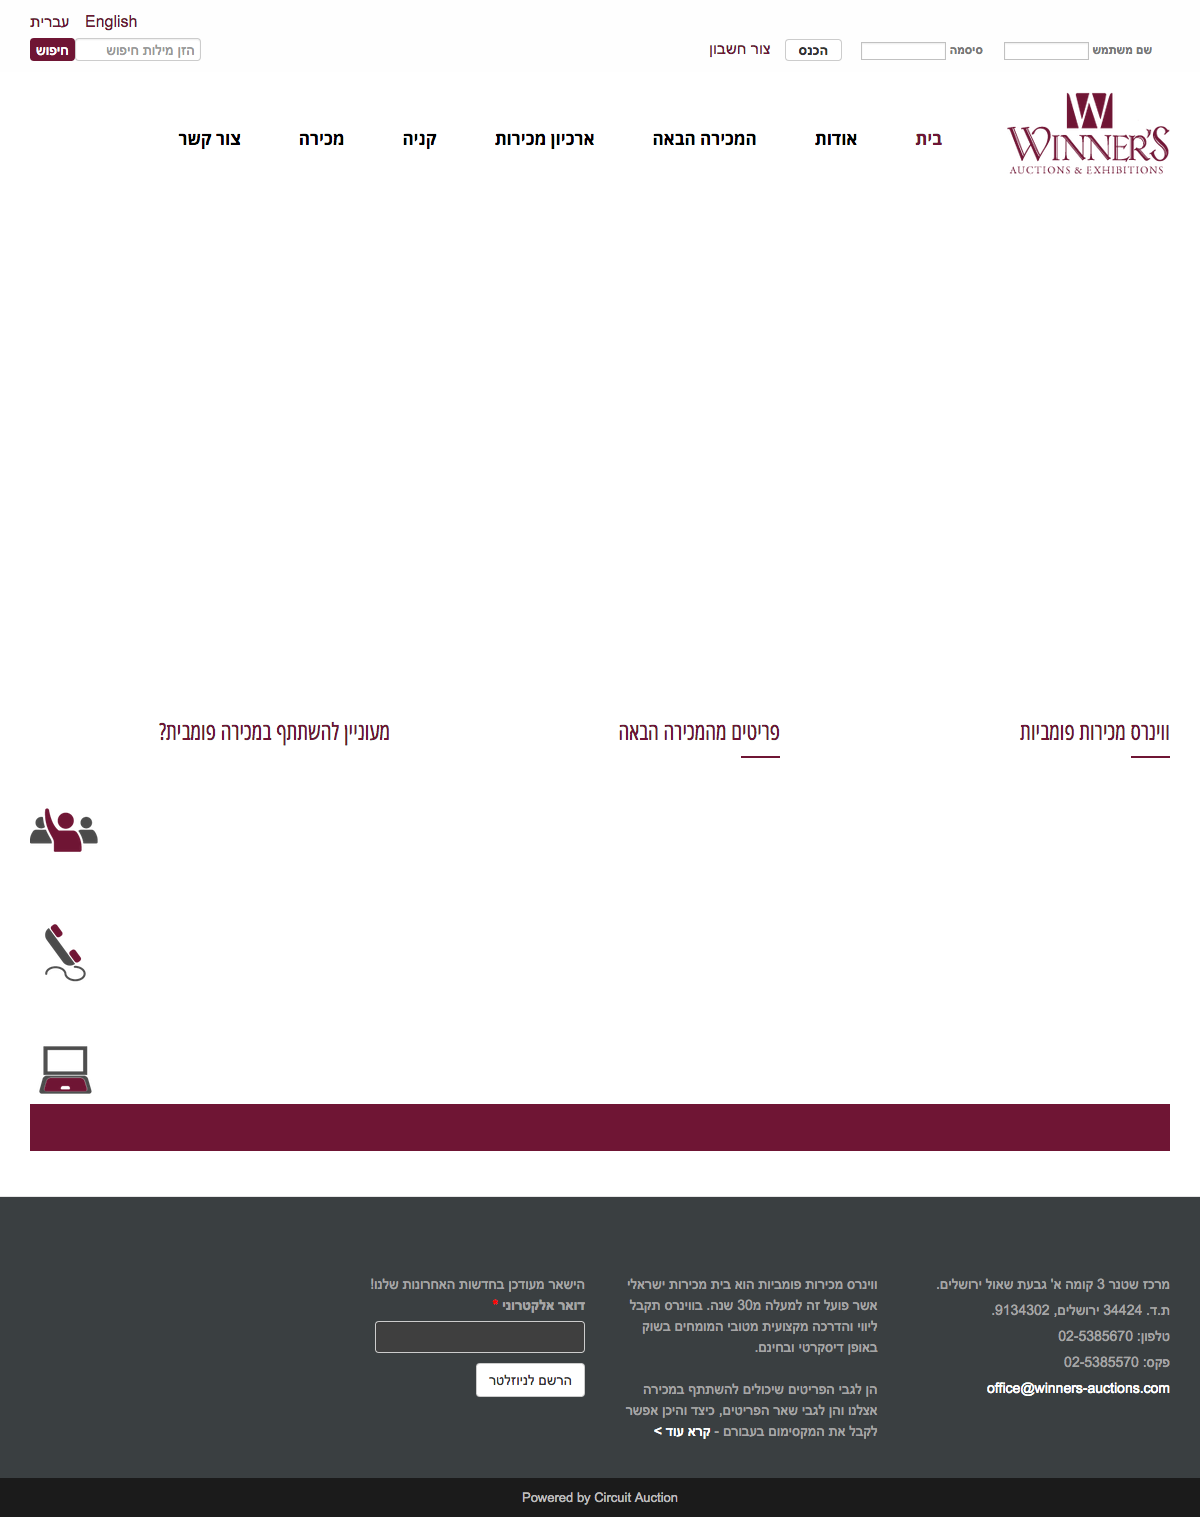 עברית English
חיפוש
הזן מילות חיפוש
שם משתמש
סיסמה
הכנס
צור חשבון
WINNER'S
AUCTIONS & EXHIBITIONS
בית
אודות
המכירה הבאה
ארכיון מכירות
קניה
מכירה
צור קשר
ווינרס מכירות פומביות
פריטים מהמכירה הבאה
מעוניין להשתתף במכירה פומבית?
מרכז שטנר 3 קומה א' גבעת שאול ירושלים.
ת.ד. 34424 ירושלים, 9134302.
טלפון: 02-5385670
פקס: 02-5385570
office@winners-auctions.com
ווינרס מכירות פומביות הוא בית מכירות ישראלי
אשר פועל זה למעלה מ30 שנה. בווינרס תקבל
ליווי והדרכה מקצועית מטובי המומחים בשוק
באופן דיסקרטי ובחינם.
הן לגבי הפריטים שיכולים להשתתף במכירה
אצלנו והן לגבי שאר הפריטים, כיצד והיכן אפשר
לקבל את המקסימום בעבורם - קרא עוד >
הישאר מעודכן בחדשות האחרונות שלנו!
דואר אלקטרוני *
הרשם לניוזלטר
Powered by Circuit Auction